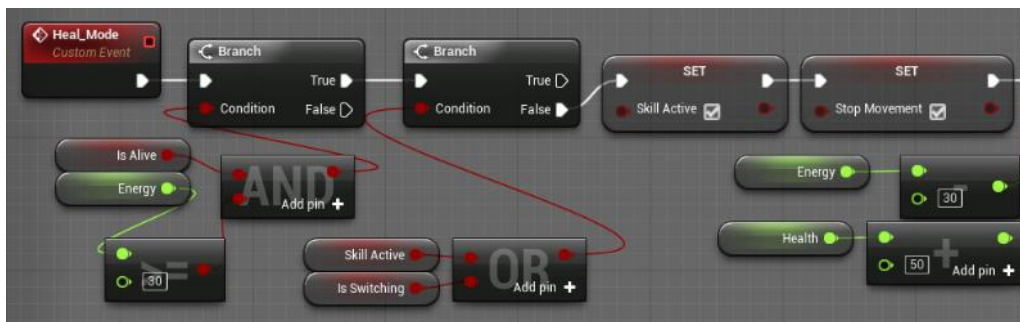 Heal_Mode
Custom Event
Branch
True
Condition
False
Branch
True
Condition
False
SET
Skill Active
SET
Stop Movement
Is Alive
Energy
AND
Add pin +
>=
30
Skill Active
Is Switching
OR
Add pin +
Energy
-
30
Health
+
50
Add pin +